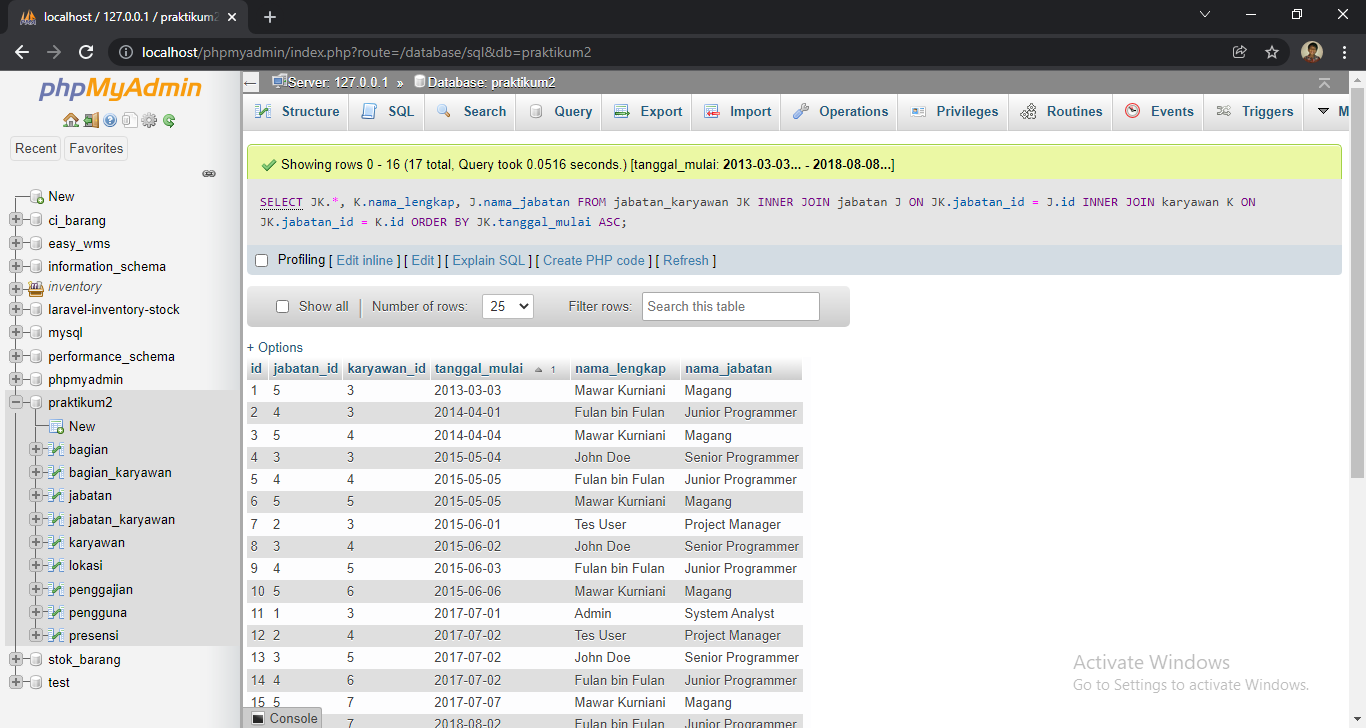 localhost / 127.0.0.1 / praktikum2
localhost/phpmyadmin/index.php?route=/database/sql&db=praktikum2
phpMyAdmin
Recent Favorites
New
ci_barang
easy_wms
information_schema
inventory
laravel-inventory-stock
mysql
performance_schema
phpmyadmin
praktikum2
New
bagian
bagian_karyawan
jabatan
jabatan_karyawan
karyawan
lokasi
penggajian
pengguna
presensi
stok_barang
test
Server: 127.0.0.1 » Database: praktikum2
Structure SQL Search Query Export Import Operations Privileges Routines Events Triggers M
Showing rows 0 - 16 (17 total, Query took 0.0516 seconds.) [tanggal_mulai: 2013-03-03... - 2018-08-08...]
SELECT JK.*, K.nama_lengkap, J.nama_jabatan FROM jabatan_karyawan JK INNER JOIN jabatan J ON JK.jabatan_id = J.id INNER JOIN karyawan K ON
JK.jabatan_id = K.id ORDER BY JK.tanggal_mulai ASC;
Profiling [ Edit inline ] [ Edit ] [ Explain SQL ] [ Create PHP code ] [ Refresh ]
Show all | Number of rows: 25 Filter rows: Search this table
+ Options
id jabatan_id karyawan_id tanggal_mulai 1 nama_lengkap nama_jabatan
1 5 3 2013-03-03 Mawar Kurniani Magang
2 4 3 2014-04-01 Fulan bin Fulan Junior Programmer
3 5 4 2014-04-04 Mawar Kurniani Magang
4 3 3 2015-05-04 John Doe Senior Programmer
5 4 4 2015-05-05 Fulan bin Fulan Junior Programmer
6 5 5 2015-05-05 Mawar Kurniani Magang
7 2 3 2015-06-01 Tes User Project Manager
8 3 4 2015-06-02 John Doe Senior Programmer
9 4 5 2015-06-03 Fulan bin Fulan Junior Programmer
10 5 6 2015-06-06 Mawar Kurniani Magang
11 1 3 2017-07-01 Admin System Analyst
12 2 4 2017-07-02 Tes User Project Manager
13 3 5 2017-07-02 John Doe Senior Programmer
14 4 6 2017-07-02 Fulan bin Fulan Junior Programmer
15 5 7 2017-07-07 Mawar Kurniani Magang
7 2018-08-02 Fulan bin Fulan Junior Programmer
Console
Activate Windows
Go to Settings to activate Windows.